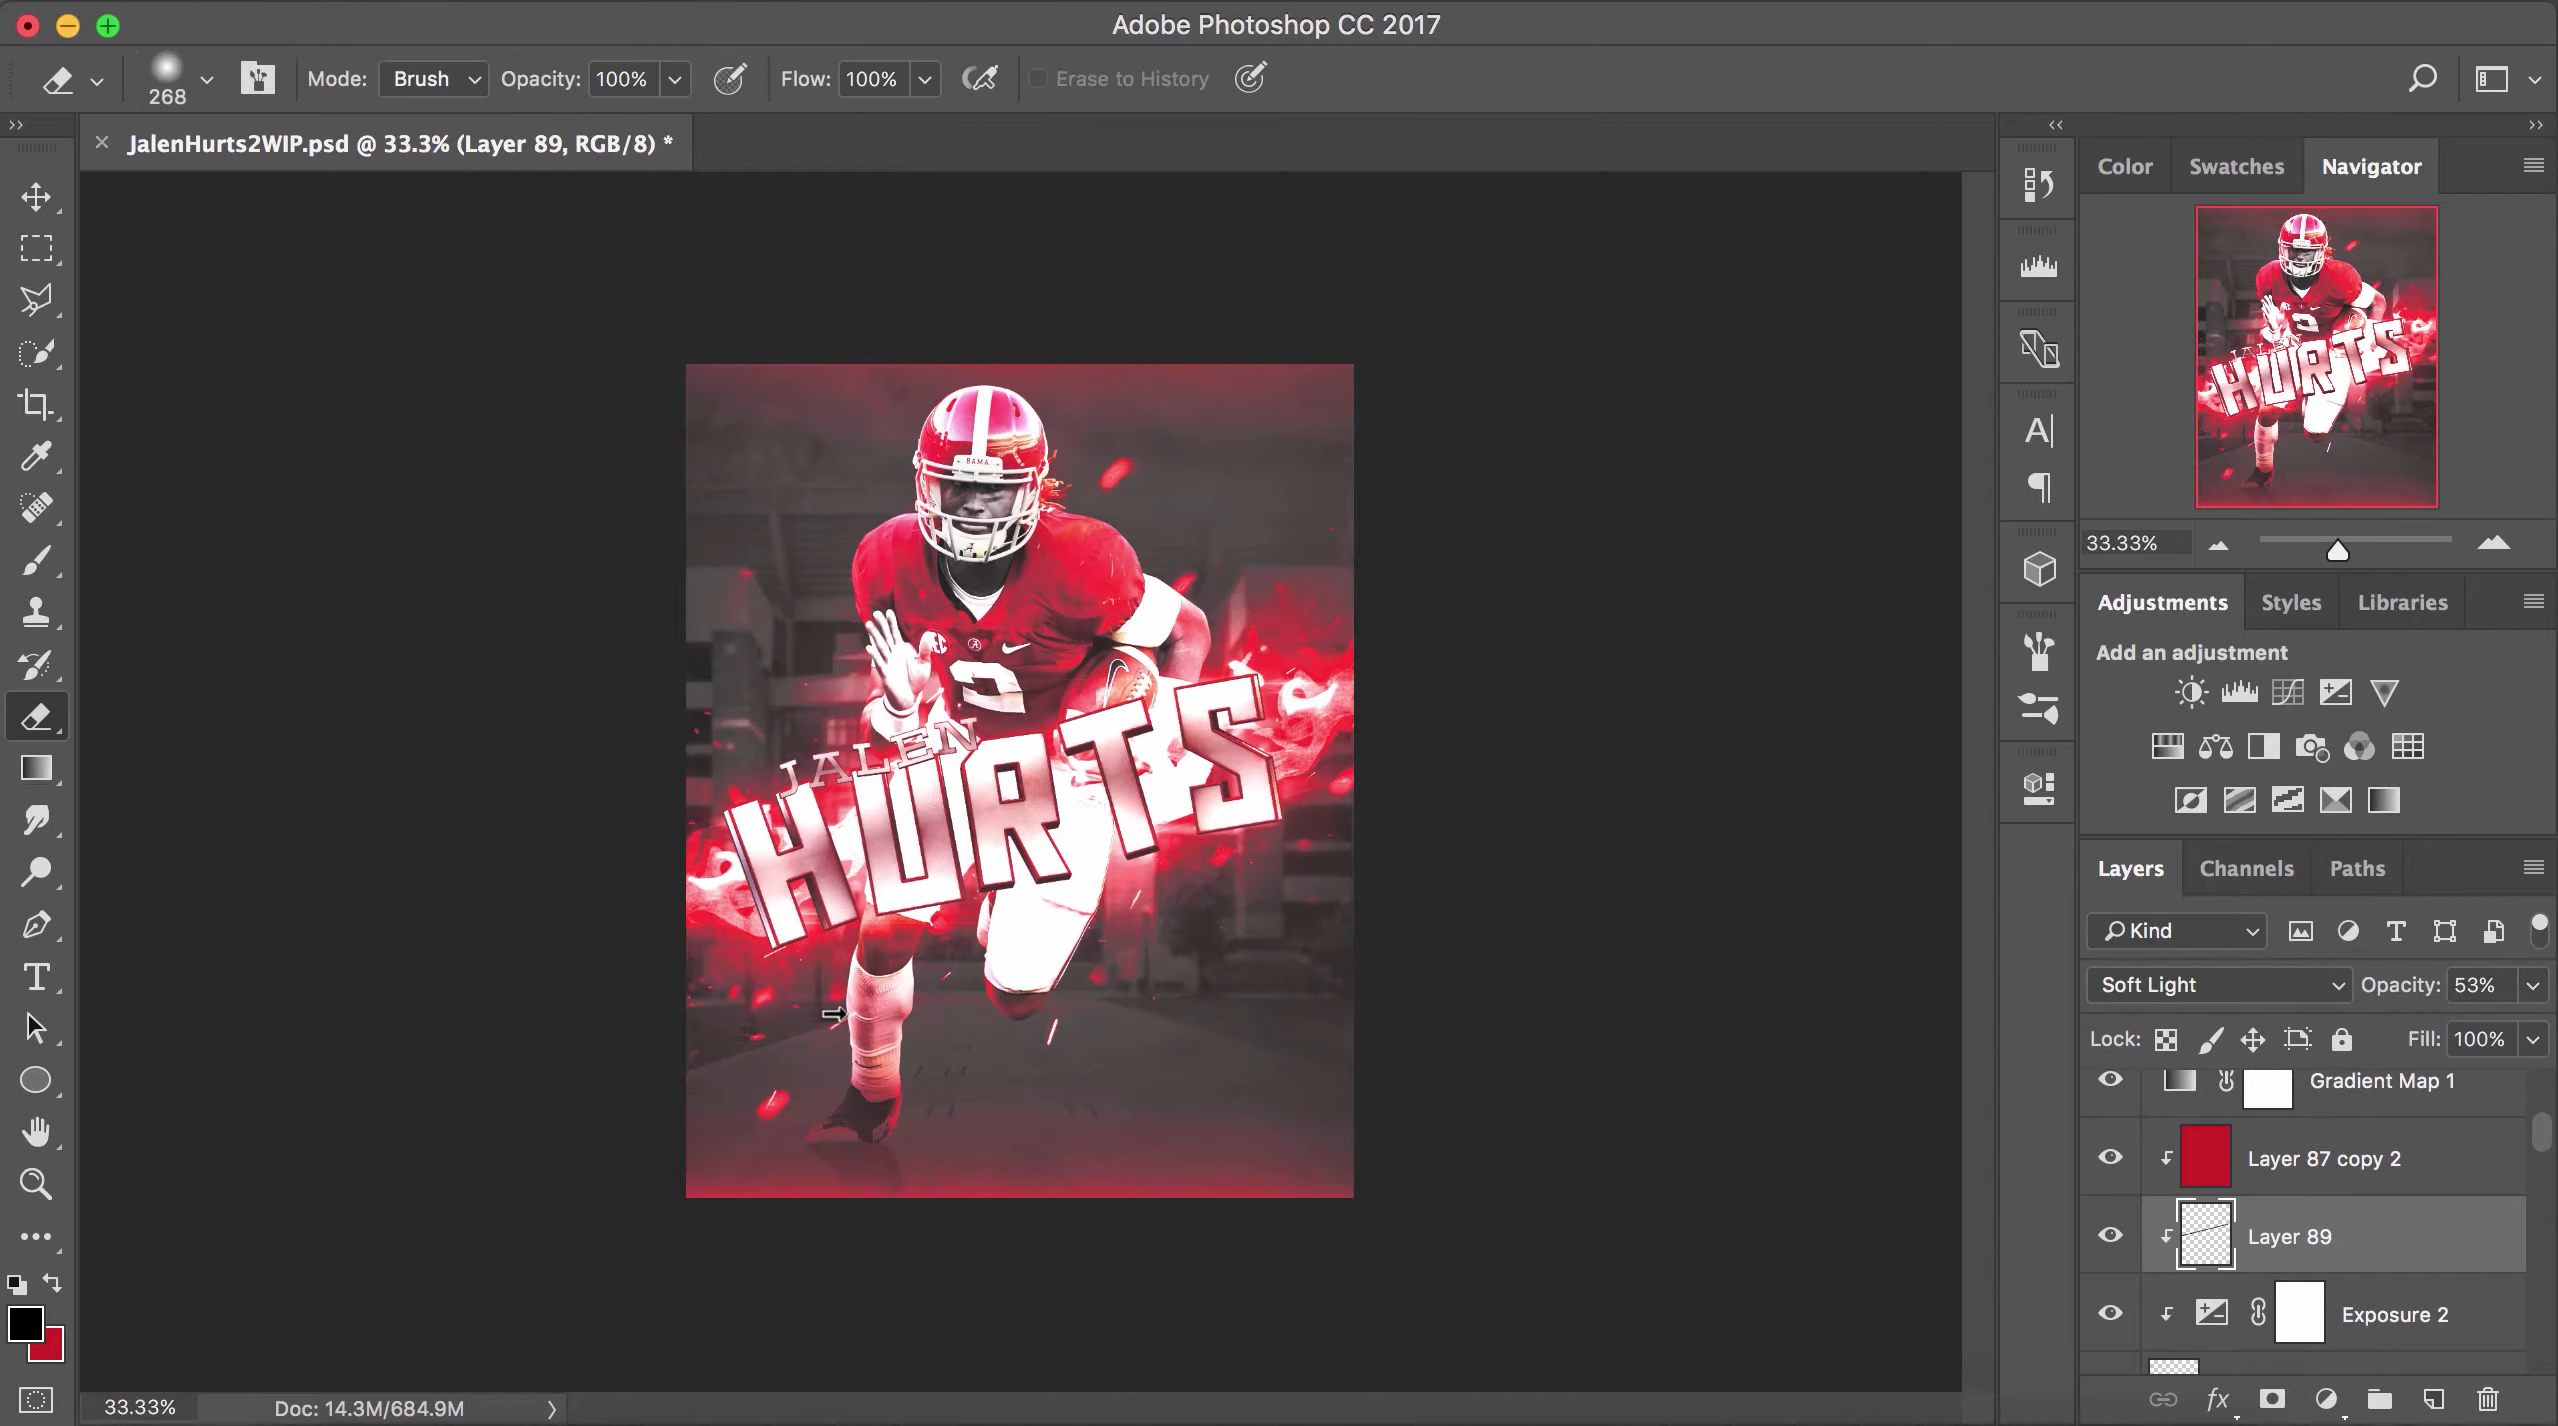 Adobe Photoshop CC 2017
268
Mode: Brush Opacity: 100% Flow: 100% Erase to History
JalenHurts2WIP.psd @ 33.3% (Layer 89, RGB/8) *
Color Swatches Navigator
33.33%
Adjustments Styles Libraries
Add an adjustment
Layers Channels Paths
Kind
Soft Light Opacity: 53%
Lock: Fill: 100%
Gradient Map 1
Layer 87 copy 2
Layer 89
Exposure 2
BAMA
2
JALEN
HURTS
JALEN
HURTS
33.33% Doc: 14.3M/684.9M